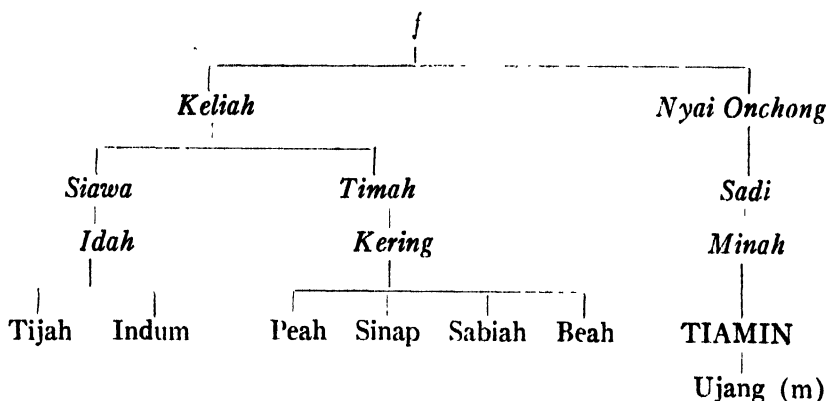 f
Keliah Nyai Onchong
Siawa Timah Sadi
Idah Kering Minah
Tijah Indum Peah Sinap Sabiah Beah TIAMIN
Ujang (m)